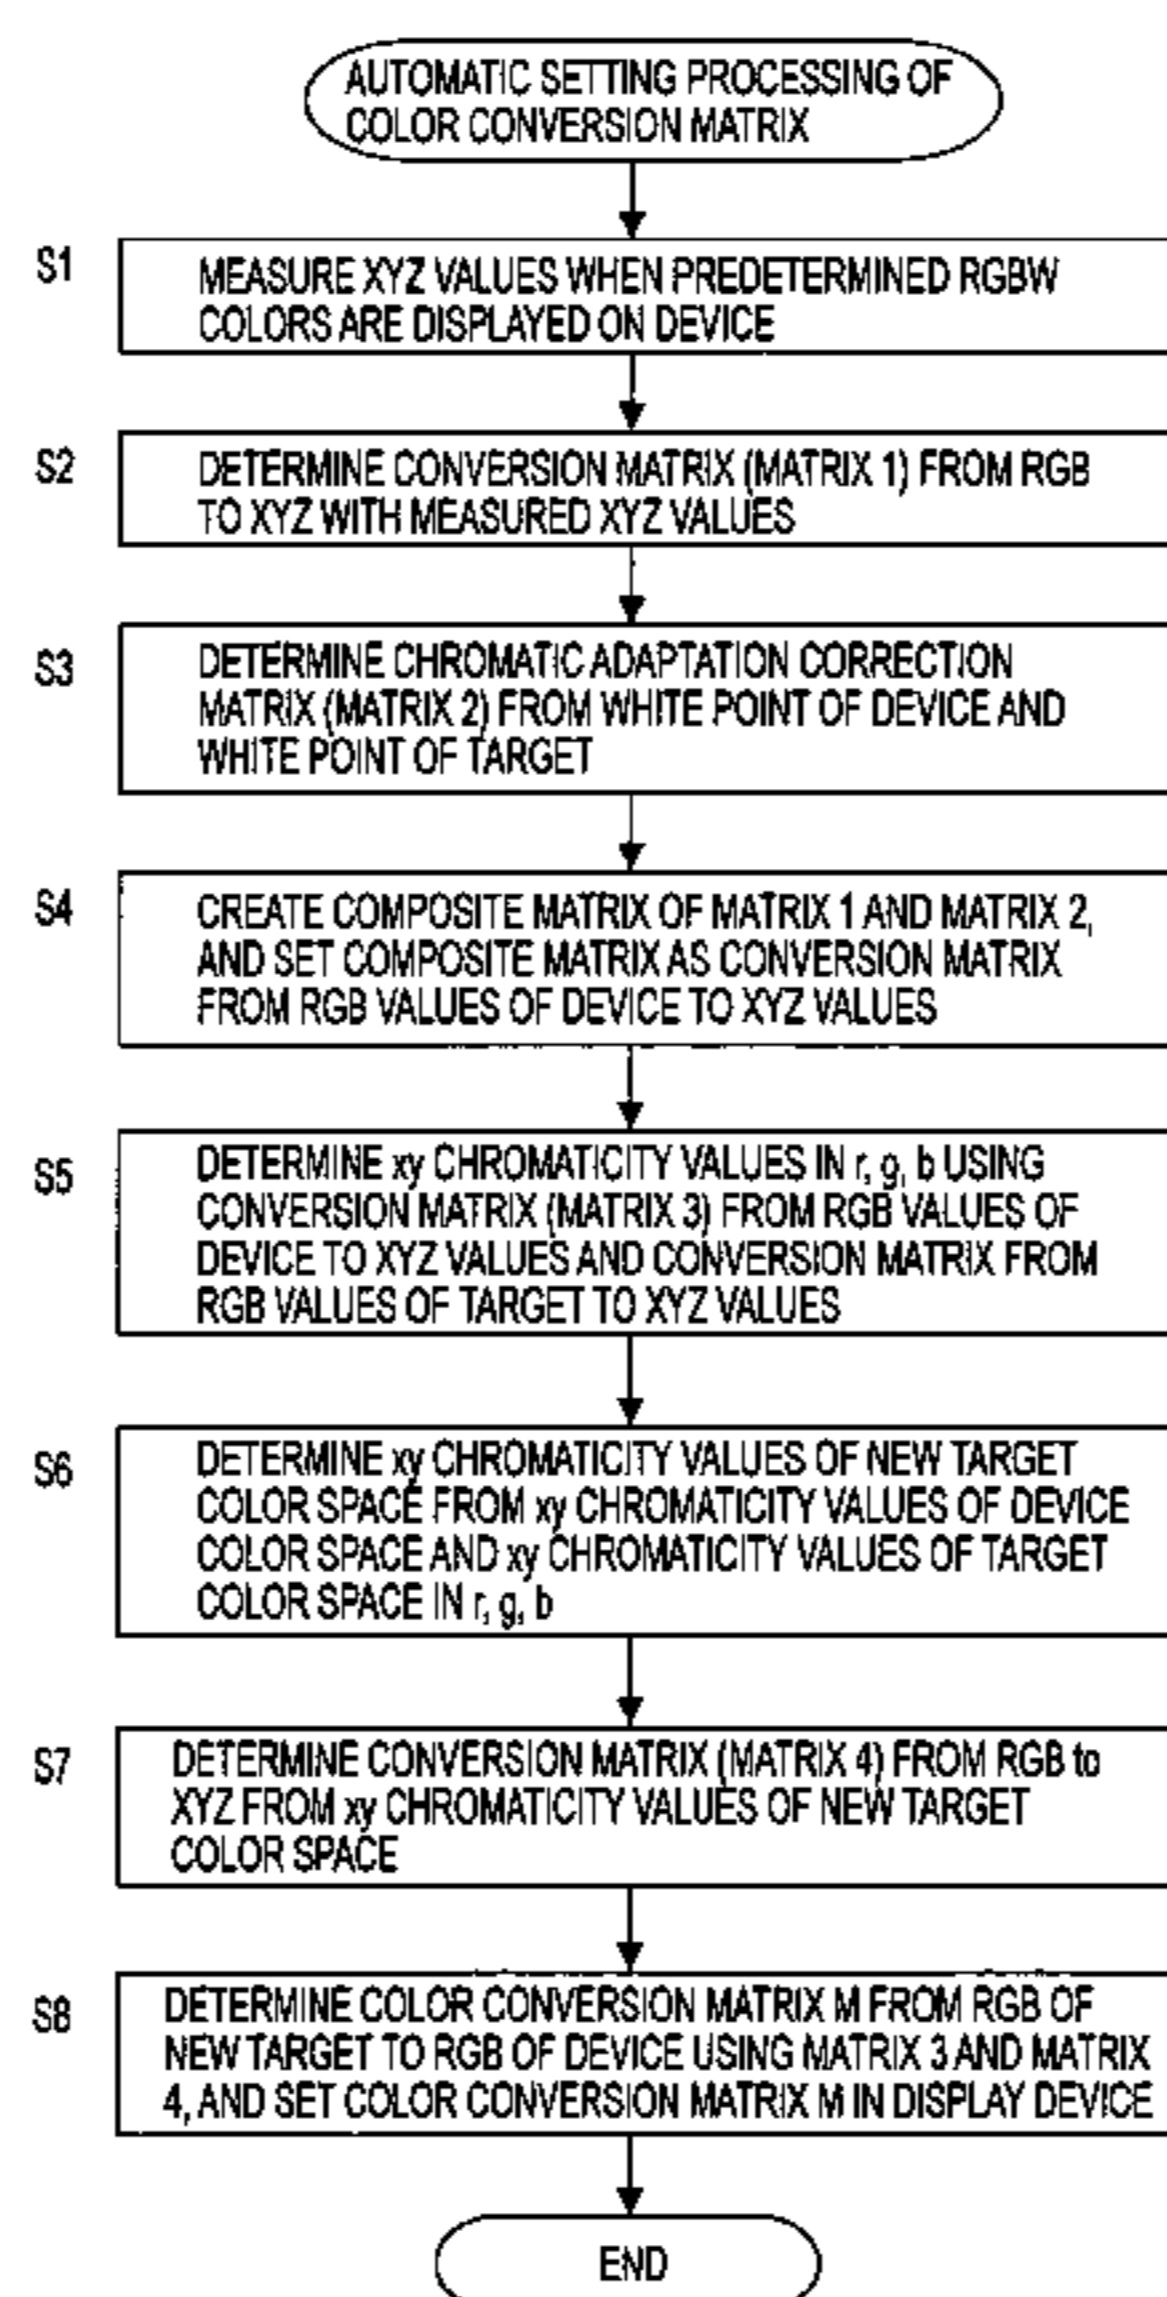 AUTOMATIC SETTING PROCESSING OF
COLOR CONVERSION MATRIX
S1
MEASURE XYZ VALUES WHEN PREDETERMINED RGBW
COLORS ARE DISPLAYED ON DEVICE
S2
DETERMINE CONVERSION MATRIX (MATRIX 1) FROM RGB
TO XYZ WITH MEASURED XYZ VALUES
S3
DETERMINE CHROMATIC ADAPTATION CORRECTION
MATRIX (MATRIX 2) FROM WHITE POINT OF DEVICE AND
WHITE POINT OF TARGET
S4
CREATE COMPOSITE MATRIX OF MATRIX 1 AND MATRIX 2,
AND SET COMPOSITE MATRIX AS CONVERSION MATRIX
FROM RGB VALUES OF DEVICE TO XYZ VALUES
S5
DETERMINE xy CHROMATICITY VALUES IN r, g, b USING
CONVERSION MATRIX (MATRIX 3) FROM RGB VALUES OF
DEVICE TO XYZ VALUES AND CONVERSION MATRIX FROM
RGB VALUES OF TARGET TO XYZ VALUES
S6
DETERMINE xy CHROMATICITY VALUES OF NEW TARGET
COLOR SPACE FROM xy CHROMATICITY VALUES OF DEVICE
COLOR SPACE AND xy CHROMATICITY VALUES OF TARGET
COLOR SPACE IN r, g, b
S7
DETERMINE CONVERSION MATRIX (MATRIX 4) FROM RGB to
XYZ FROM xy CHROMATICITY VALUES OF NEW TARGET
COLOR SPACE
S8
DETERMINE COLOR CONVERSION MATRIX M FROM RGB OF
NEW TARGET TO RGB OF DEVICE USING MATRIX 3 AND MATRIX
4, AND SET COLOR CONVERSION MATRIX M IN DISPLAY DEVICE
END